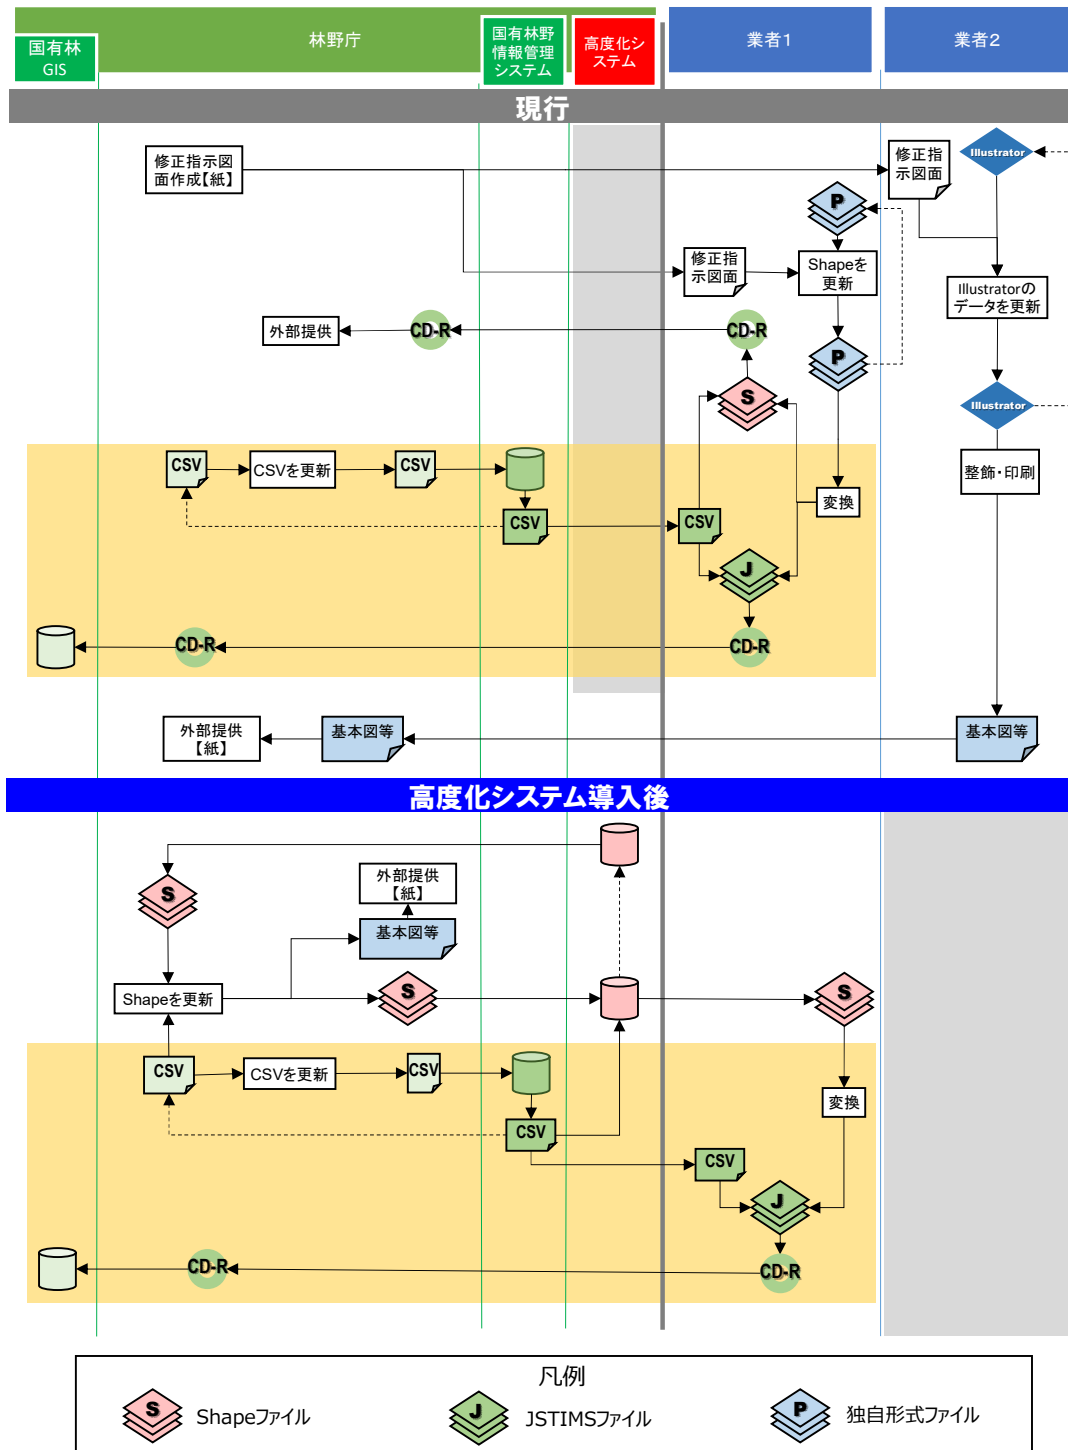 国有林
GIS
林野庁
国有林野
情報管理
システム
高度化シ
ステム
業者1
業者2
現行
修正指示図
面作成【紙】
修正指
示図面
Illustrator
P
修正指
示図面
Shapeを
更新
Illustratorの
データを更新
外部提供
CD-R
CD-R
P
S
Illustrator
CSV
CSVを更新
CSV
整飾・印刷
変換
CSV
CSV
J
CD-R
CD-R
外部提供
【紙】
基本図等
基本図等
高度化システム導入後
S
外部提供
【紙】
基本図等
Shapeを更新
S
S
CSV
CSVを更新
CSV
変換
CSV
CSV
J
CD-R
CD-R
凡例
S
Shapeファイル
J
JSTIMSファイル
P
独自形式ファイル